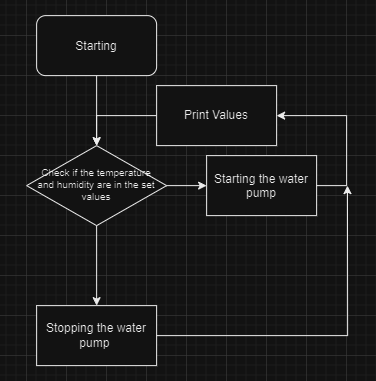 Starting
Print Values
Check if the temperature
and humidity are in the set
values
Starting the water
pump
Stopping the water
pump